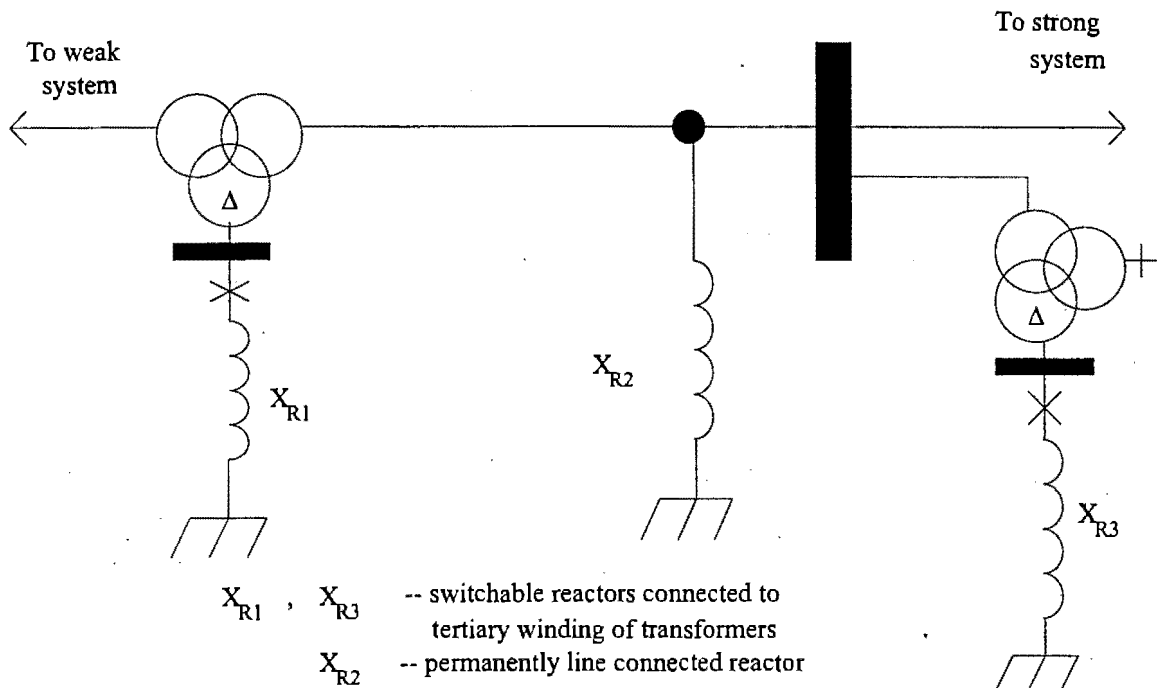 To weak
system
To strong
system
Δ
Δ
X_R1
X_R2
X_R3
X_R1 , X_R3 -- switchable reactors connected to
tertiary winding of transformers
X_R2 -- permanently line connected reactor